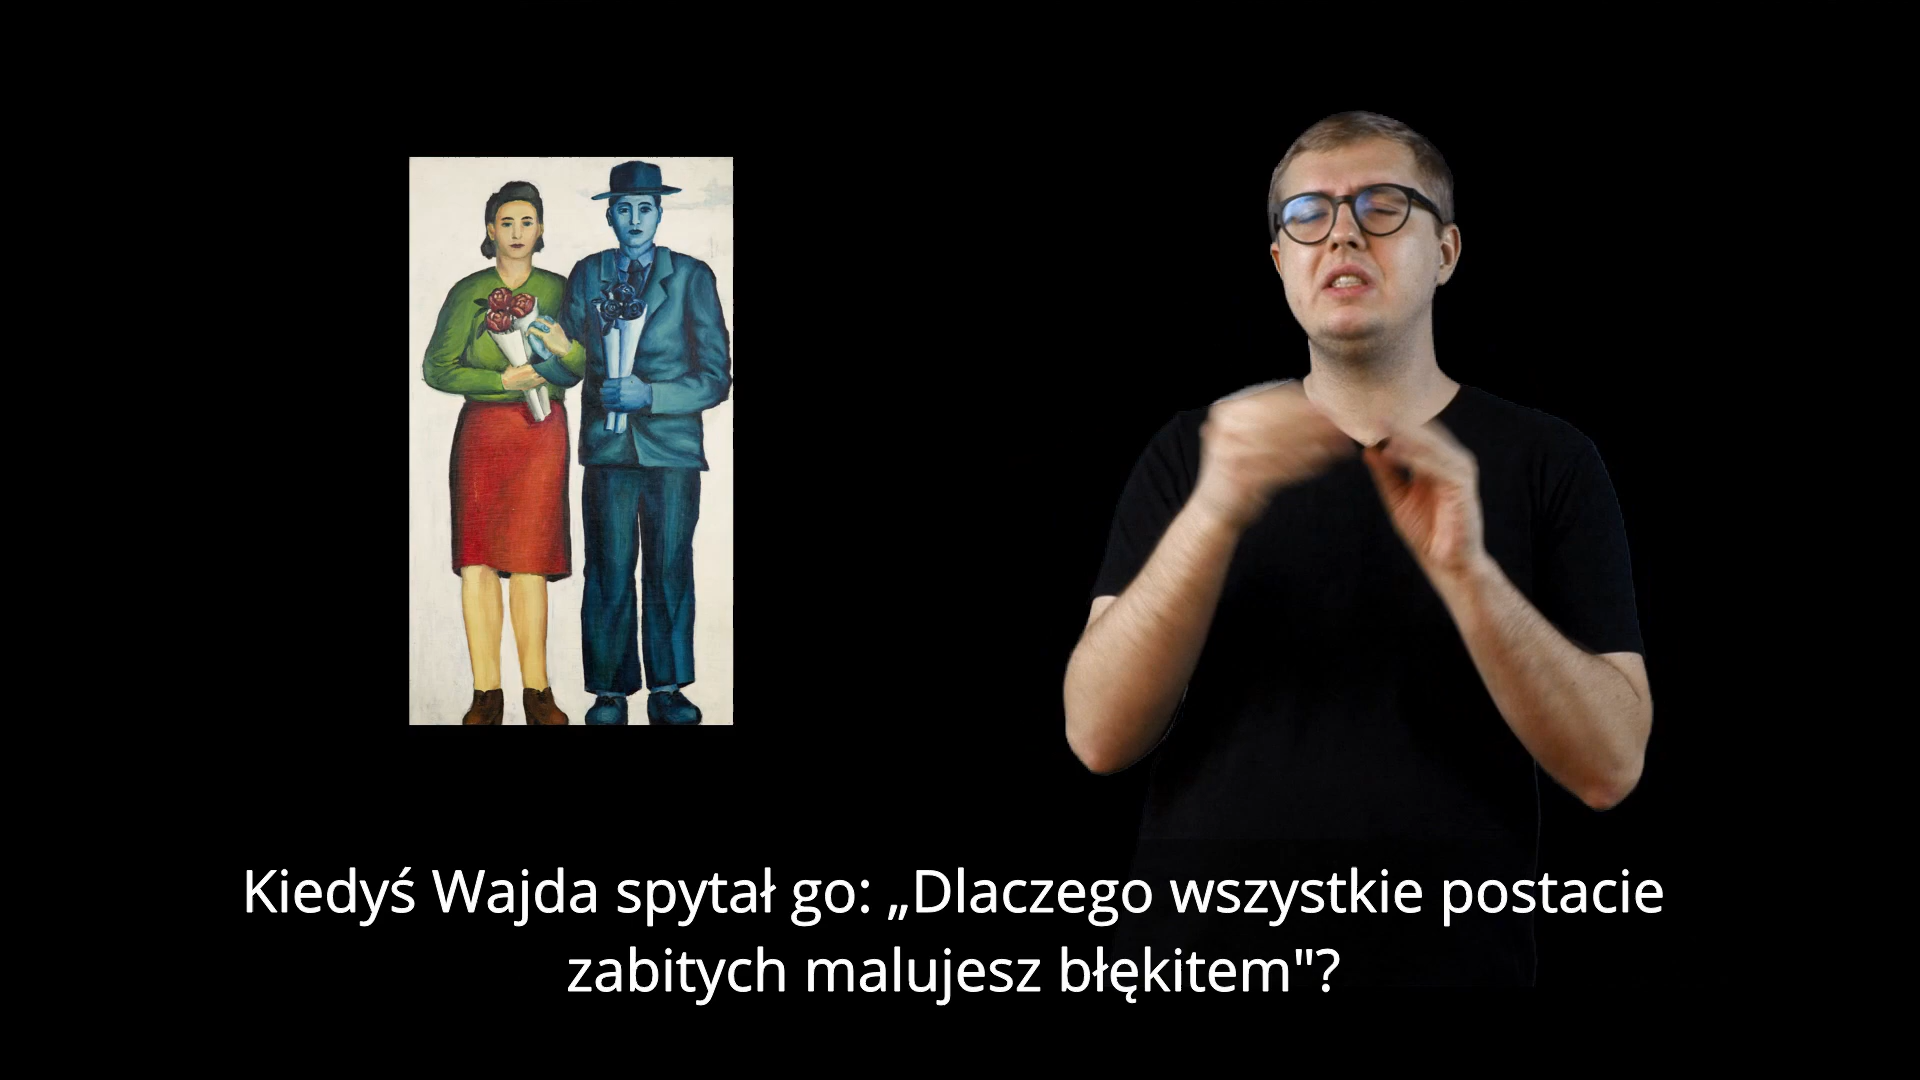 Kiedyś Wajda spytał go: „Dlaczego wszystkie postacie
zabitych malujesz błękitem"?